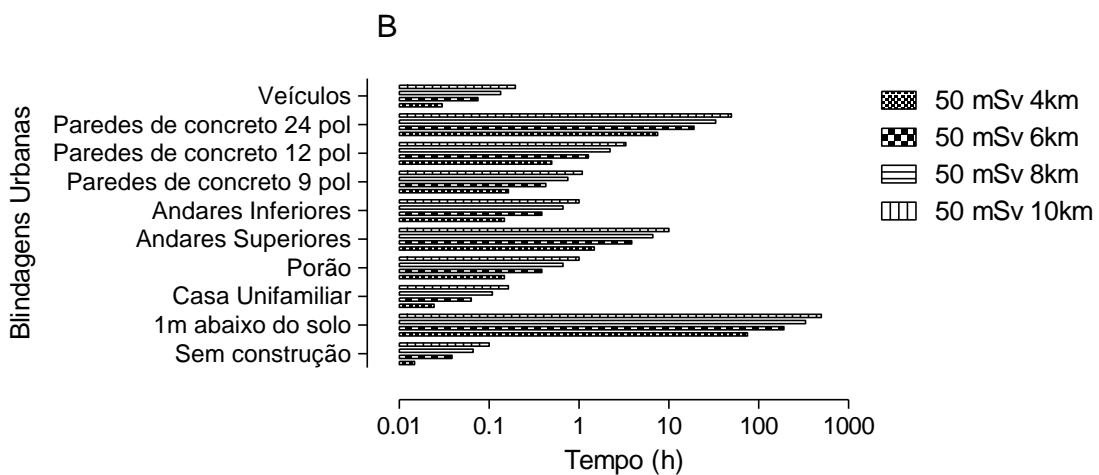 B
Blindagens Urbanas
Veículos
Paredes de concreto 24 pol
Paredes de concreto 12 pol
Paredes de concreto 9 pol
Andares Inferiores
Andares Superiores
Porão
Casa Unifamiliar
1m abaixo do solo
Sem construção
0.01 0.1 1 10 100 1000
Tempo (h)
50 mSv 4km
50 mSv 6km
50 mSv 8km
50 mSv 10km